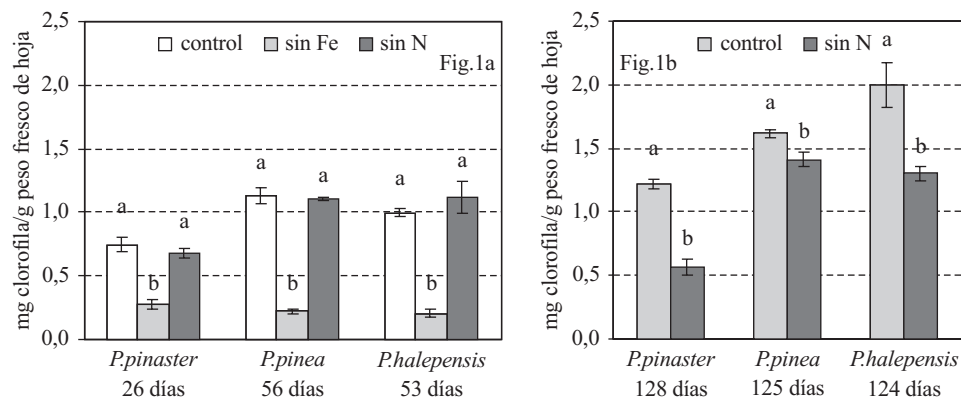 mg clorofila/g peso fresco de hoja
2,5
2,0
1,5
1,0
0,5
0,0
control sin Fe sin N
Fig.1a
a b a
a b a
a b a
P.pinaster P.pinea P.halepensis
26 días 56 días 53 días
mg clorofila/g peso fresco de hoja
2,5
2,0
1,5
1,0
0,5
0,0
control sin N
Fig.1b
a b
a b
a b
P.pinaster P.pinea P.halepensis
128 días 125 días 124 días